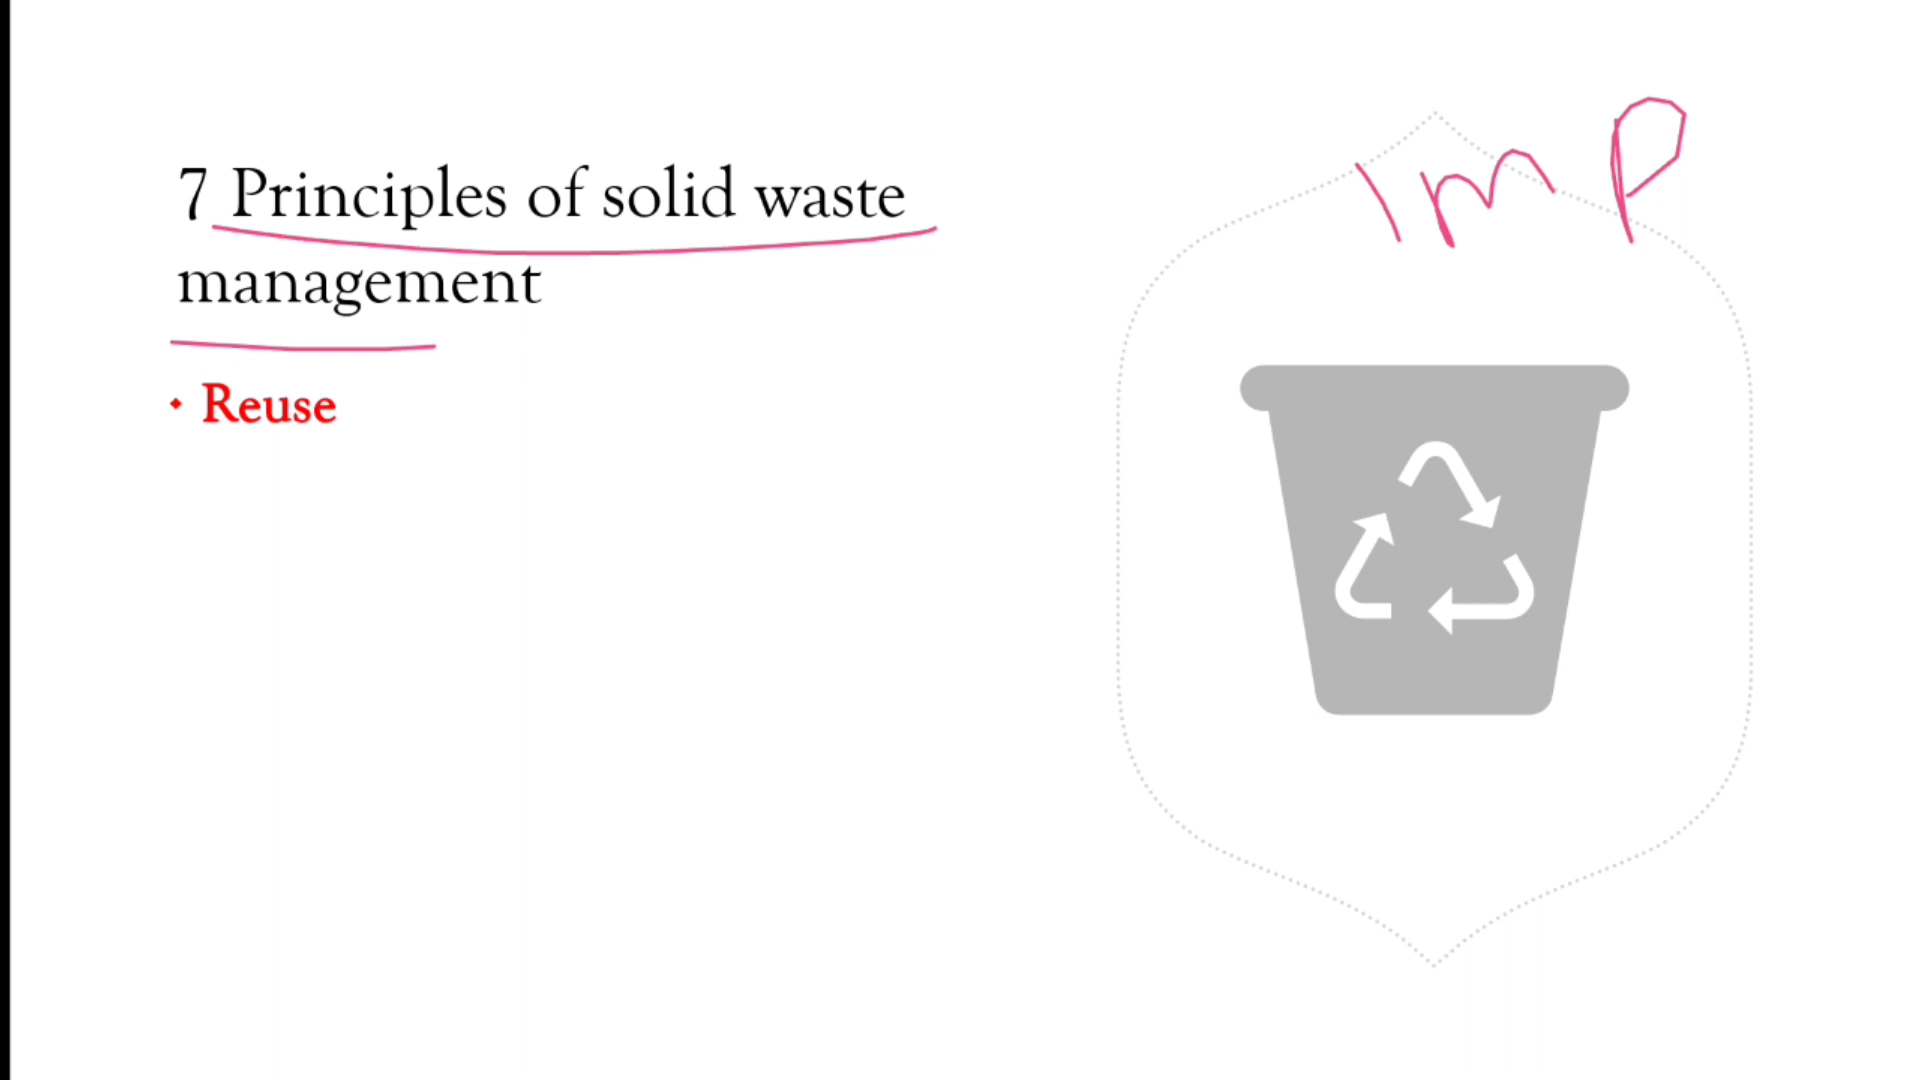 7 Principles of solid waste
management
Reuse
Imp